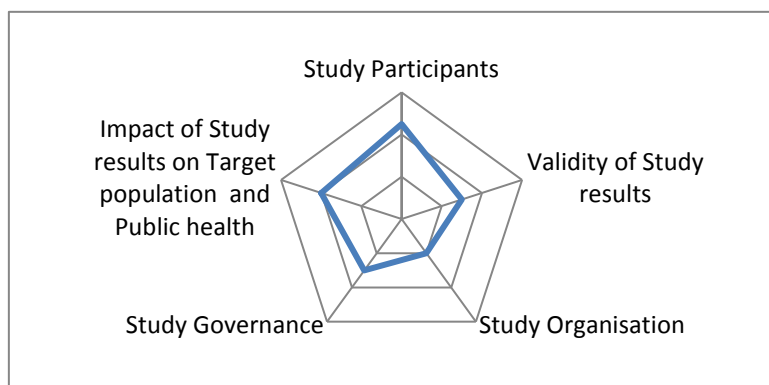 Study Participants
Impact of Study
results on Target
population and
Public health
Validity of Study
results
Study Governance
Study Organisation